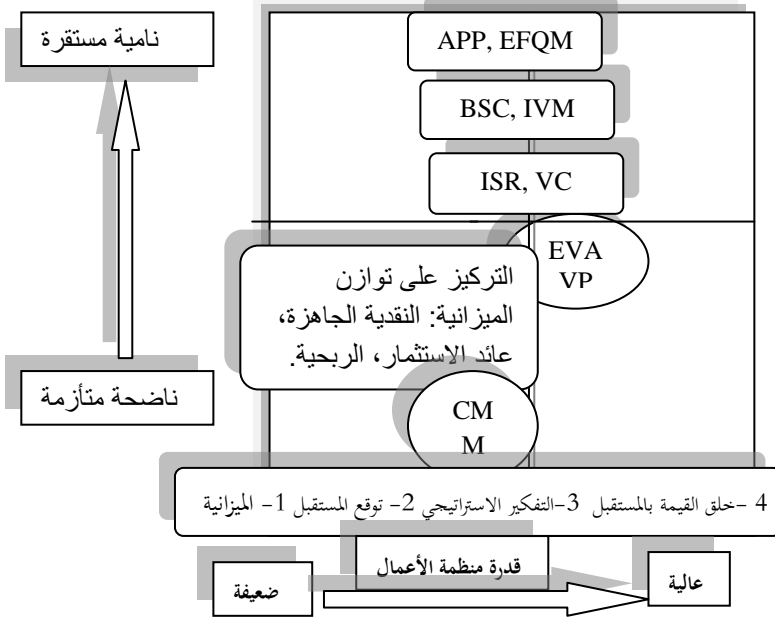 نامية مستقرة
APP, EFQM
BSC, IVM
ISR, VC
EVA
VP
التركيز على توازن
الميزانية: النقدية الجاهزة،
عائد الاستثمار، الربحية.
ناضحة متأزمة
CM
M
4 -خلق القيمة بالمستقبل 3-التفكير الاستراتيجي 2- توقع المستقبل 1- الميزانية
قدرة منظمة الأعمال
عالية
ضعيفة